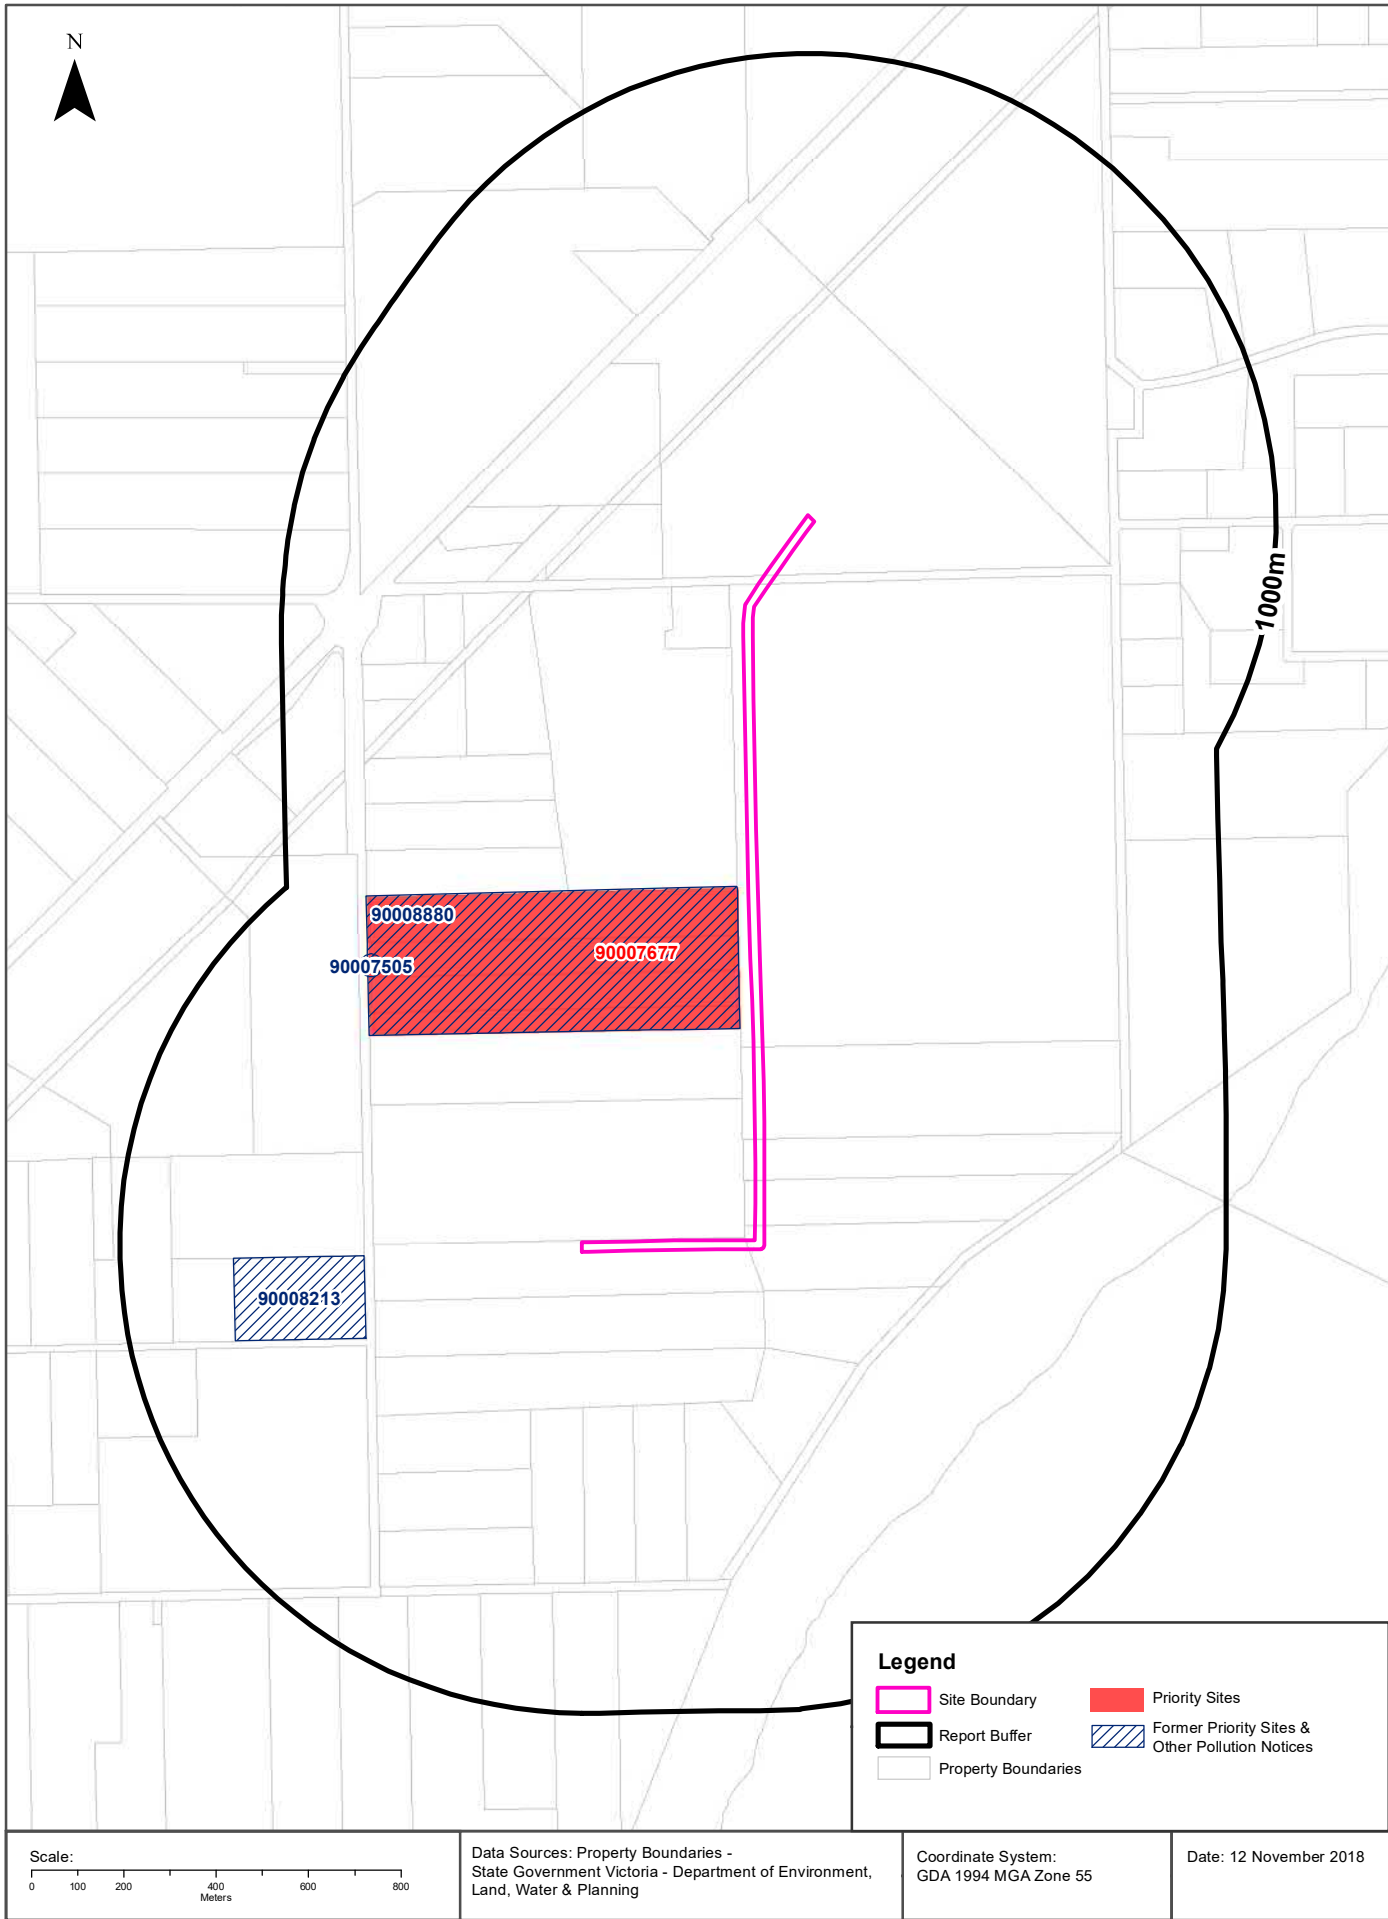 N
1000m
90008880
90007677
90007505
90008213
Legend
Site Boundary
Priority Sites
Report Buffer
Former Priority Sites &
Other Pollution Notices
Property Boundaries
Scale:
0 100 200 400 600 800
Meters
Data Sources: Property Boundaries -
State Government Victoria - Department of Environment,
Land, Water & Planning
Coordinate System:
GDA 1994 MGA Zone 55
Date: 12 November 2018